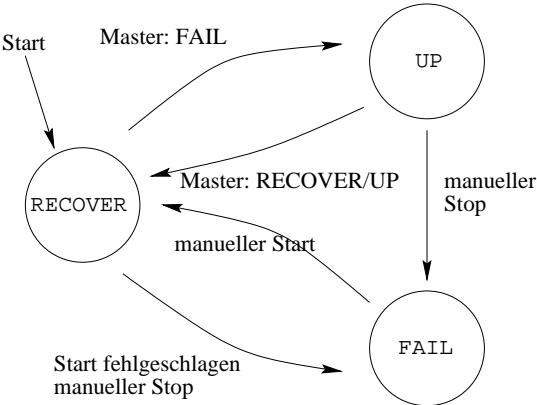 Start
Master: FAIL
UP
Master: RECOVER/UP
manueller
Stop
RECOVER
manueller Start
FAIL
Start fehlgeschlagen
manueller Stop